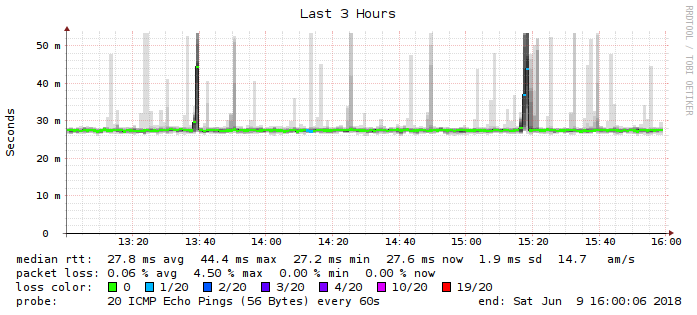 Last 3 Hours
RRDTOOL / TOBI OETIKER
Seconds
50 m
40 m
30 m
20 m
10 m
0
13:20 13:40 14:00 14:20 14:40 15:00 15:20 15:40 16:00
median rtt: 27.8 ms avg 44.4 ms max 27.2 ms min 27.6 ms now 1.9 ms sd 14.7 am/s
packet loss: 0.06 % avg 4.50 % max 0.00 % min 0.00 % now
loss color: 0 1/20 2/20 3/20 4/20 10/20 19/20
probe: 20 ICMP Echo Pings (56 Bytes) every 60s end: Sat Jun 9 16:00:06 2018